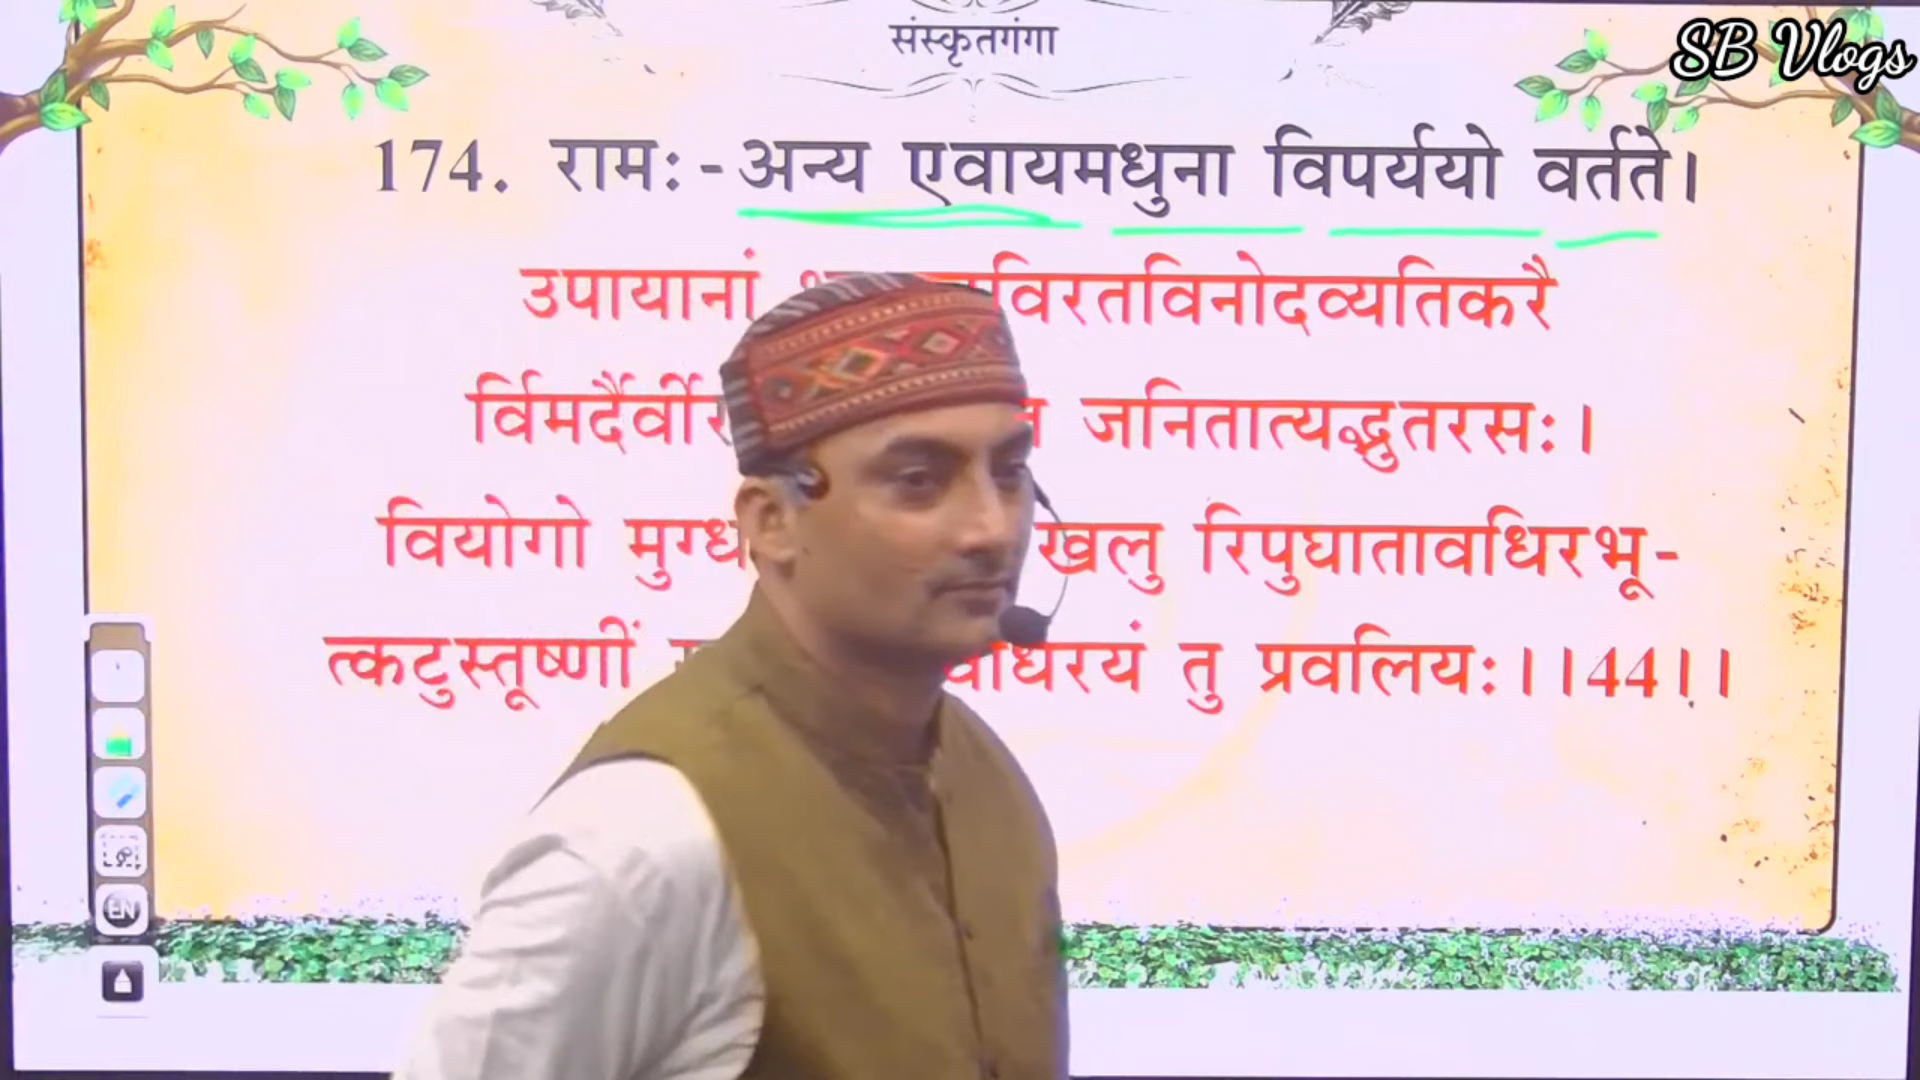 संस्कृतगंगा
SB Vlogs
174. रामः-अन्य एवायमधुना विपर्ययो वर्तते।
उपायानां विरतविनोदव्यतिकरै
र्विमर्दैर्वीर जनितात्यद्भुतरसः।
वियोगो मुग्ध खलु रिपुघातावधिरभू-
त्कटुस्तूष्णीं तु प्रवलियः।।44।।
EN